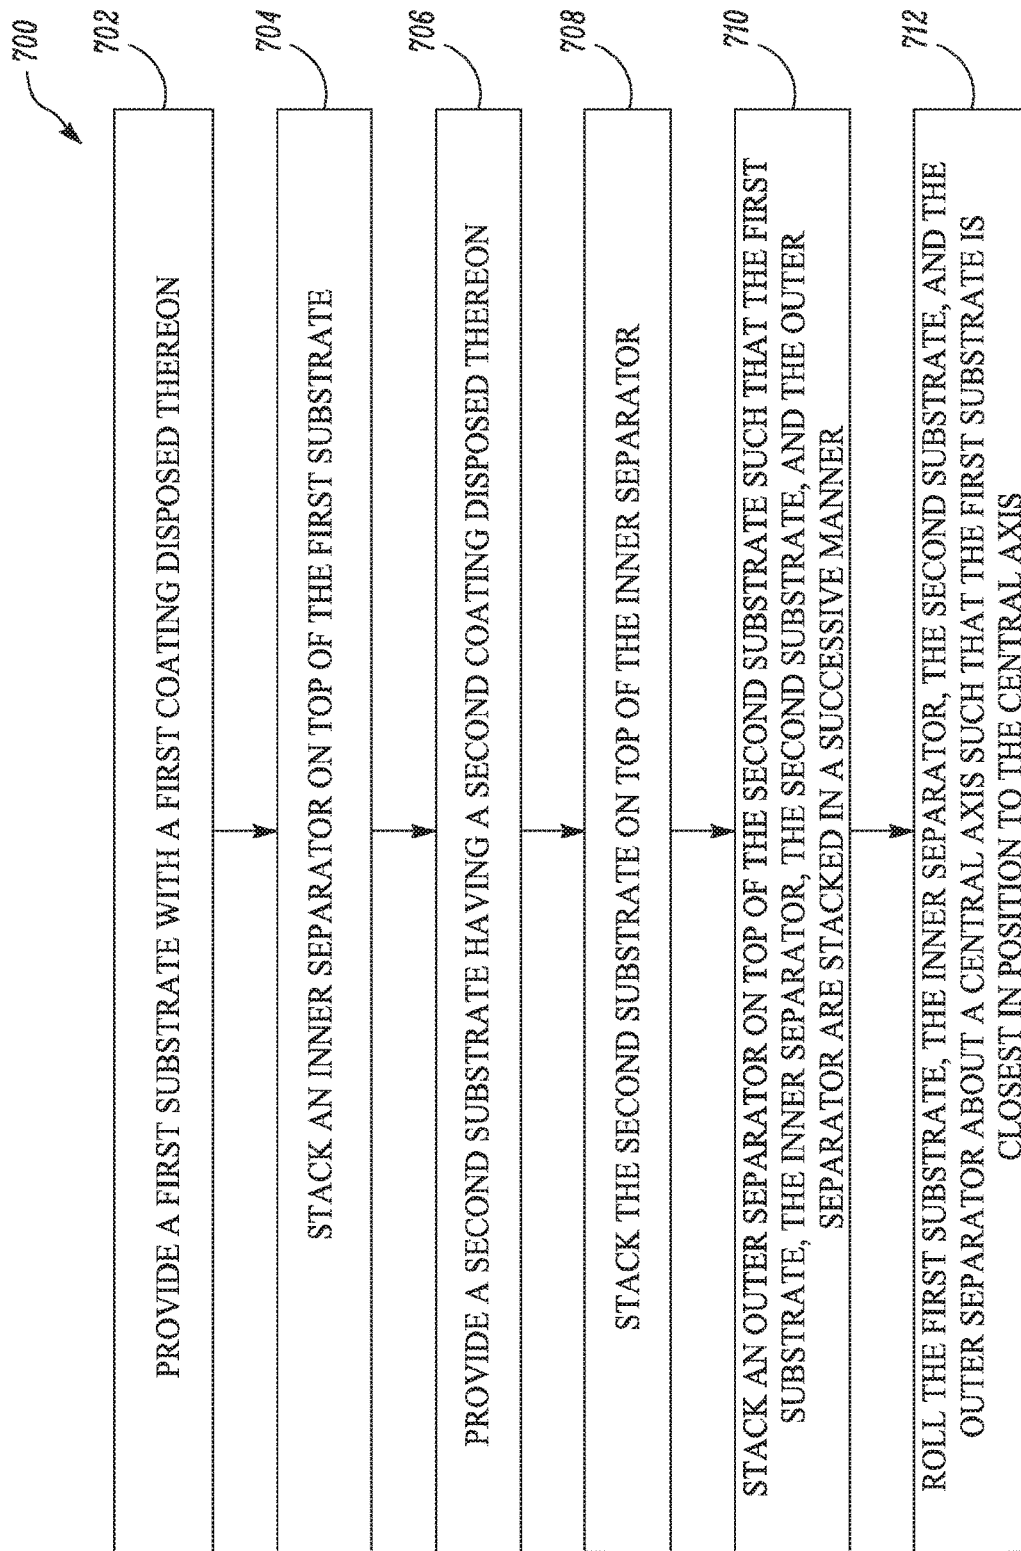 700
702
PROVIDE A FIRST SUBSTRATE WITH A FIRST COATING DISPOSED THEREON
704
STACK AN INNER SEPARATOR ON TOP OF THE FIRST SUBSTRATE
706
PROVIDE A SECOND SUBSTRATE HAVING A SECOND COATING DISPOSED THEREON
708
STACK THE SECOND SUBSTRATE ON TOP OF THE INNER SEPARATOR
710
STACK AN OUTER SEPARATOR ON TOP OF THE SECOND SUBSTRATE SUCH THAT THE FIRST
SUBSTRATE, THE INNER SEPARATOR, THE SECOND SUBSTRATE, AND THE OUTER
SEPARATOR ARE STACKED IN A SUCCESSIVE MANNER
712
ROLL THE FIRST SUBSTRATE, THE INNER SEPARATOR, THE SECOND SUBSTRATE, AND THE
OUTER SEPARATOR ABOUT A CENTRAL AXIS SUCH THAT THE FIRST SUBSTRATE IS
CLOSEST IN POSITION TO THE CENTRAL AXIS